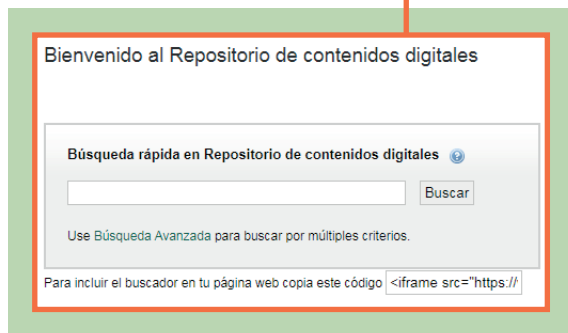 Bienvenido al Repositorio de contenidos digitales
Búsqueda rápida en Repositorio de contenidos digitales
Buscar
Use Búsqueda Avanzada para buscar por múltiples criterios.
Para incluir el buscador en tu página web copia este código <iframe src="https://